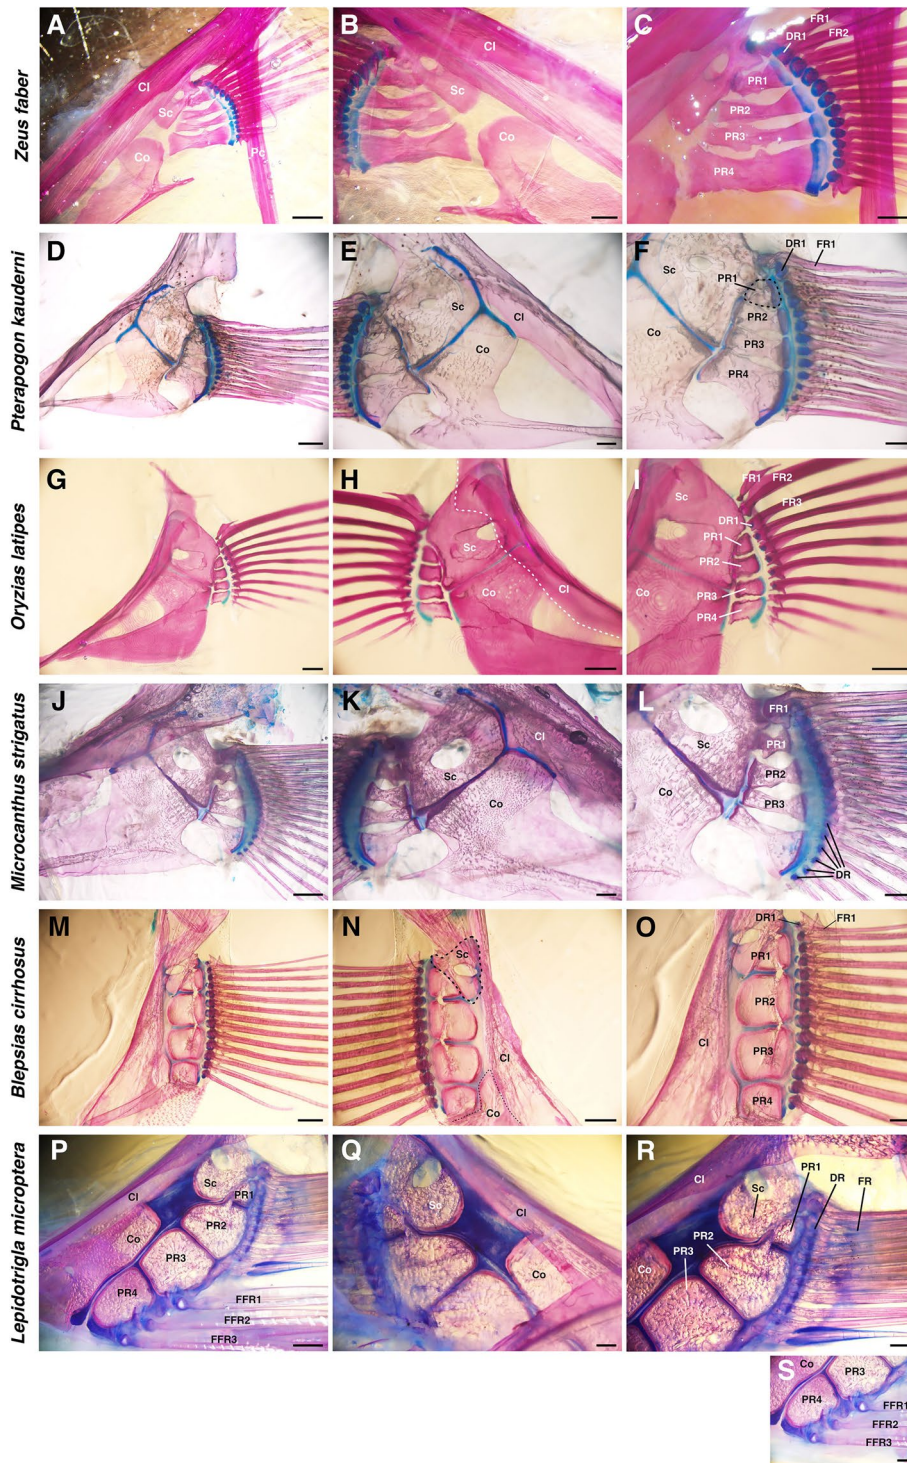 A
B
C
Zeus faber
Cl
Sc
Co
Pc
Cl
Sc
Co
FR1
DR1
FR2
PR1
PR2
PR3
PR4
D
E
F
Pterapogon kauderni
Sc
Cl
Co
DR1 FR1
Sc
PR1
PR2
Co
PR3
PR4
G
H
I
Oryzias latipes
Sc
Co
Cl
FR1 FR2
Sc
FR3
DR1
PR1
PR2
Co
PR3
PR4
J
K
L
Microcanthus strigatus
Cl
Sc
Co
FR1
Sc
PR1
PR2
Co
PR3
DR
M
N
O
Blepsias cirrhosus
Sc
Cl
Co
DR1
FR1
PR1
PR2
Cl
PR3
PR4
P
Q
R
Lepidotrigla microptera
Sc
Cl
PR1
PR2
Co
PR3
PR4
FFR1
FFR2
FFR3
Sc
Cl
Co
PR1
Cl
DR
FR
Sc
PR2
PR3
Co
S
Co
PR3
PR4
FFR1
FFR2
FFR3